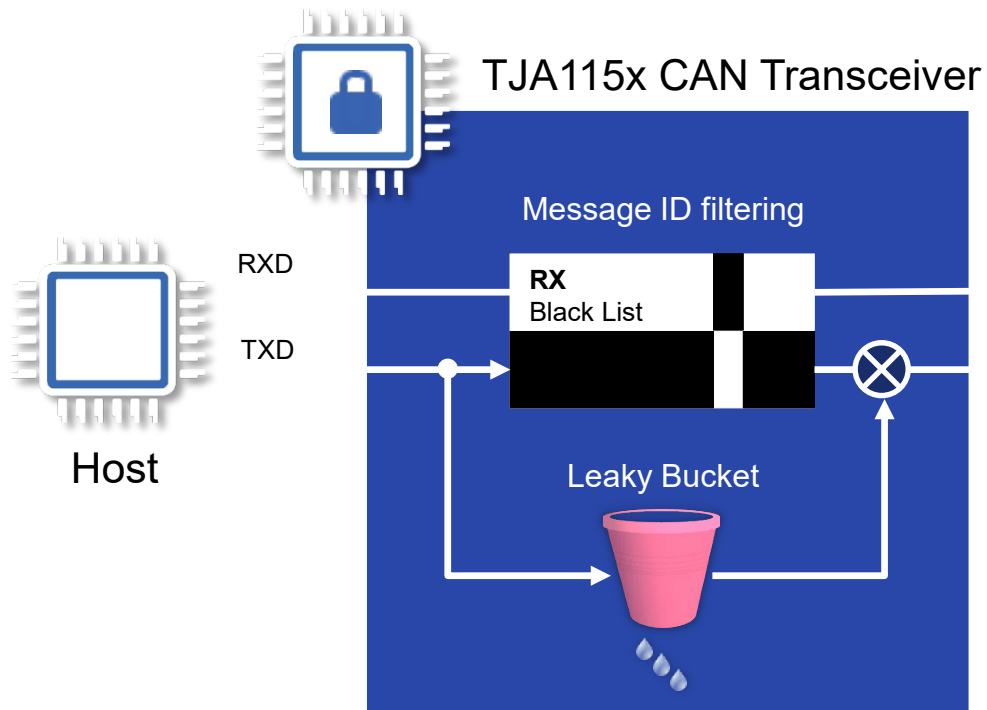 TJA115x CAN Transceiver
Message ID filtering
RXD
RX
Black List
TXD
Host
Leaky Bucket